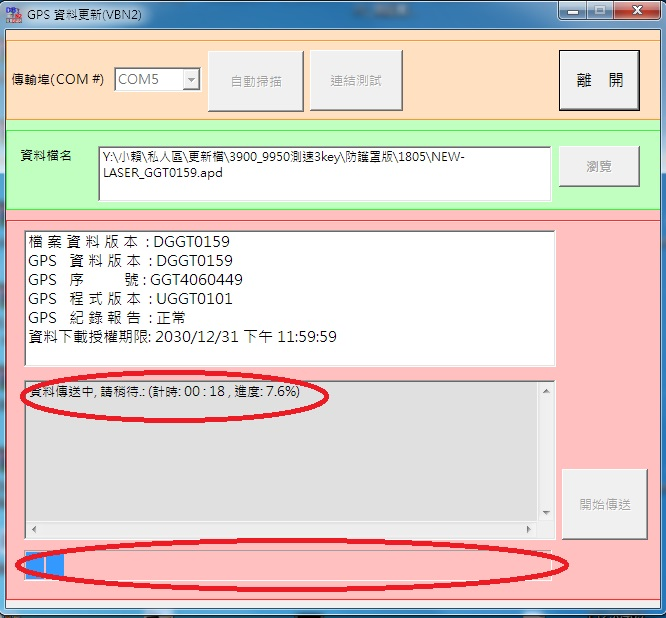 GPS 資料更新(VBN2)
傳輸埠(COM #)
COM5
自動掃描
連結測試
離 開
資料檔名
Y:\小賴\私人區\更新檔\3900_9950測速3key\防護罩版\1805\NEW-
LASER_GGT0159.apd
瀏覽
檔 案 資 料 版 本 : DGGT0159
GPS 資 料 版 本 : DGGT0159
GPS 序 號 : GGT4060449
GPS 程 式 版 本 : UGGT0101
GPS 紀 錄 報 告 : 正常
資料下載授權期限: 2030/12/31 下午 11:59:59
資料傳送中, 請稍待.: (計時: 00 : 18 , 進度: 7.6%)
開始傳送